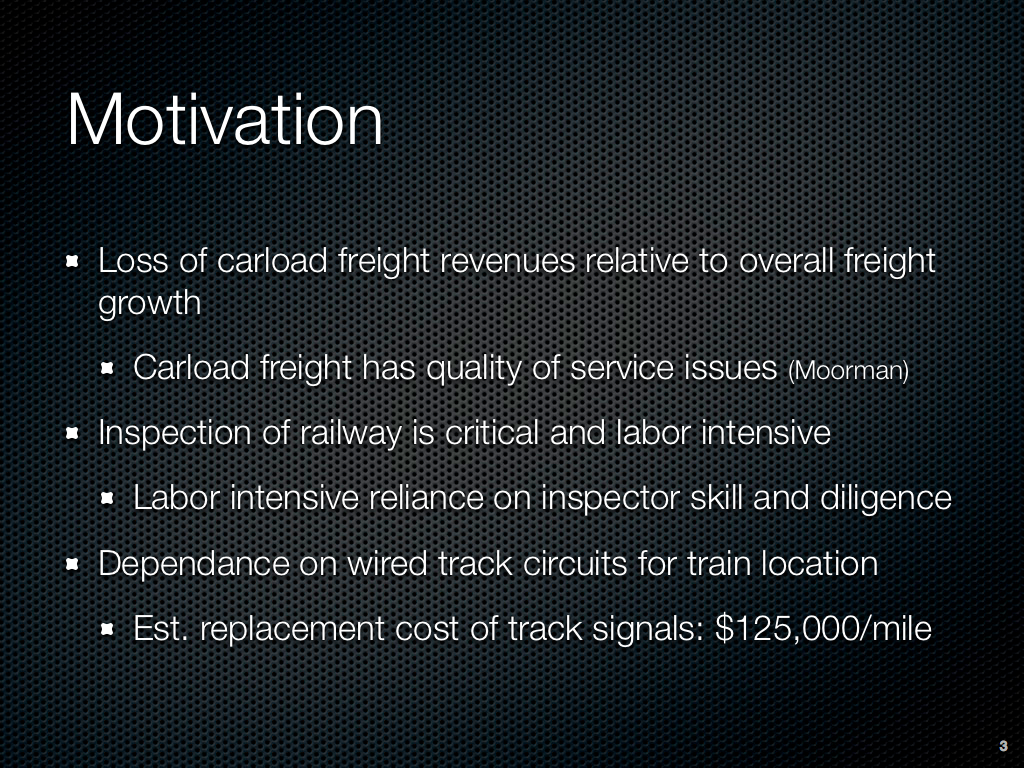 Motivation
Loss of carload freight revenues relative to overall freight
growth
Carload freight has quality of service issues (Moorman)
Inspection of railway is critical and labor intensive
Labor intensive reliance on inspector skill and diligence
Dependance on wired track circuits for train location
Est. replacement cost of track signals: $125,000/mile
3